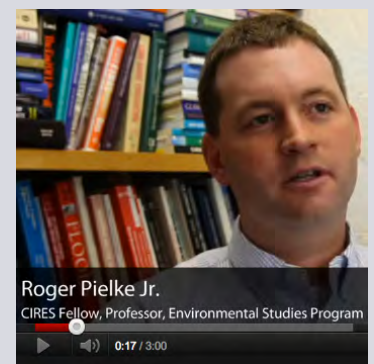 Roger Pielke Jr.
CIRES Fellow, Professor, Environmental Studies Program
0:17 / 3:00